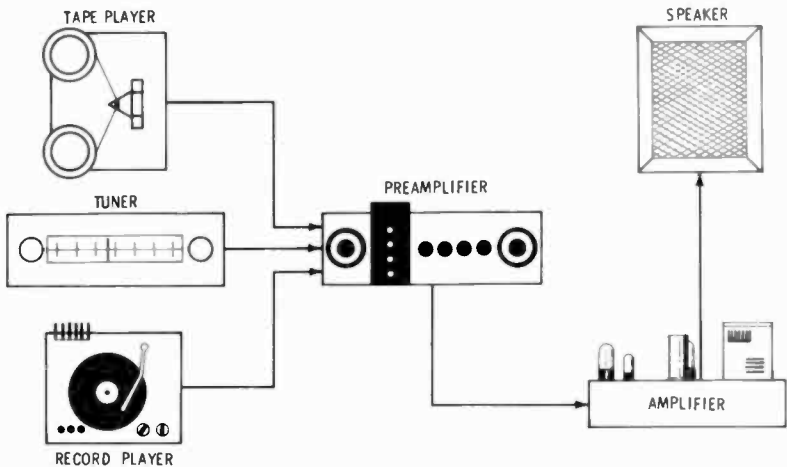 TAPE PLAYER
SPEAKER
TUNER
PREAMPLIFIER
AMPLIFIER
RECORD PLAYER